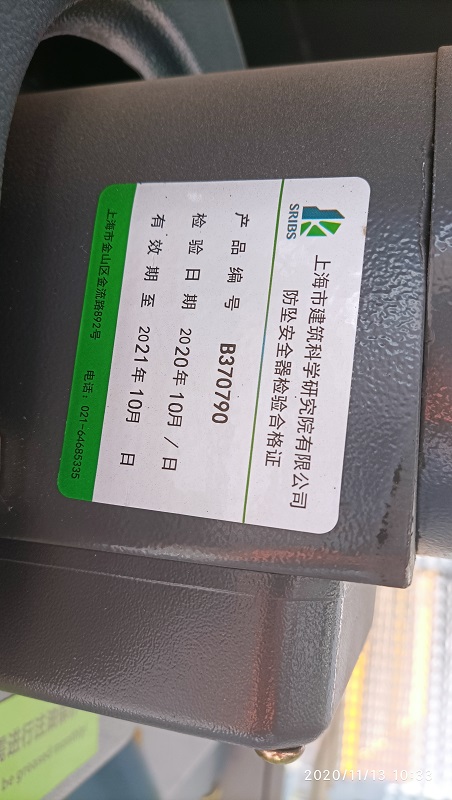 SRIBS
上海市建筑科学研究院有限公司
防坠安全器检验合格证
产品编号 B370790
检验日期 2020年10月/日
有效期至 2021年10月 日
上海市金山区金流路892号 电话：021-64685335
be greased monthly
2020/11/13 10:33